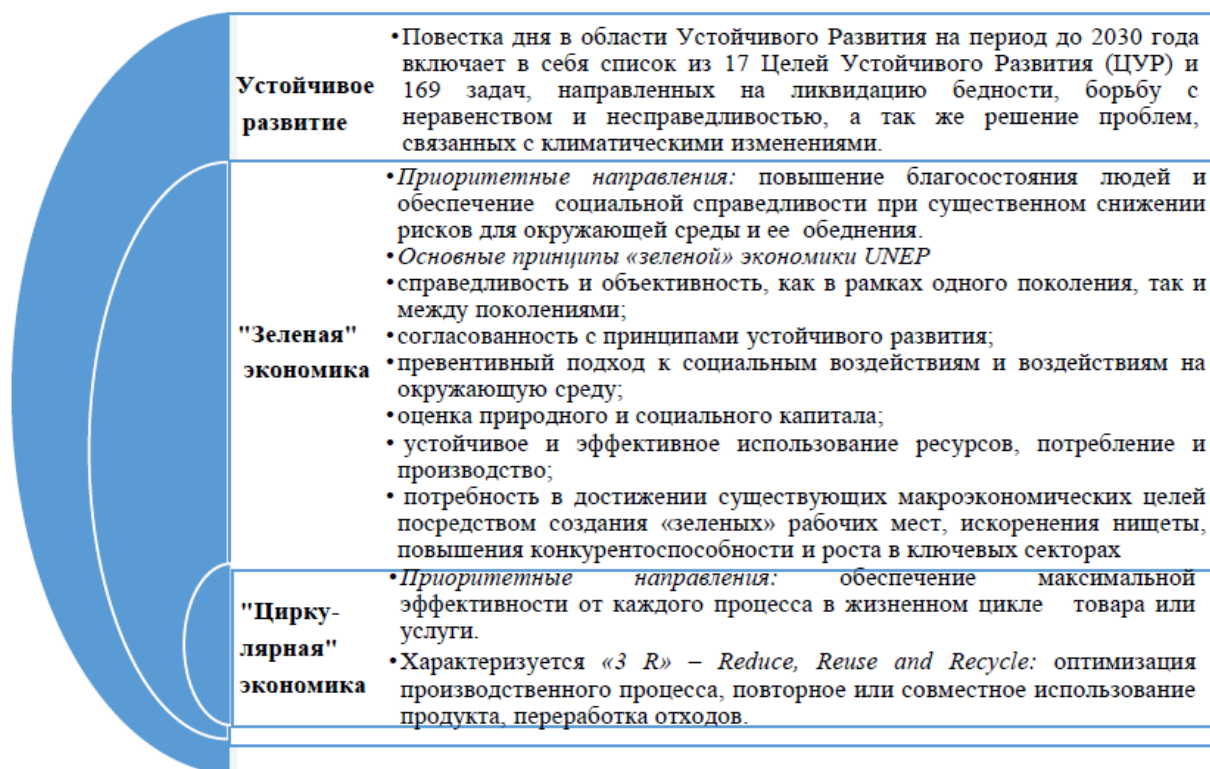 Устойчивое
развитие
•Повестка дня в области Устойчивого Развития на период до 2030 года
включает в себя список из 17 Целей Устойчивого Развития (ЦУР) и
169 задач, направленных на ликвидацию бедности, борьбу с
неравенством и несправедливостью, а так же решение проблем,
связанных с климатическими изменениями.
"Зеленая"
экономика
•Приоритетные направления: повышение благосостояния людей и
обеспечение социальной справедливости при существенном снижении
рисков для окружающей среды и ее обеднения.
•Основные принципы «зеленой» экономики UNEP
•справедливость и объективность, как в рамках одного поколения, так и
между поколениями;
•согласованность с принципами устойчивого развития;
•превентивный подход к социальным воздействиям и воздействиям на
окружающую среду;
•оценка природного и социального капитала;
• устойчивое и эффективное использование ресурсов, потребление и
производство;
• потребность в достижении существующих макроэкономических целей
посредством создания «зеленых» рабочих мест, искоренения нищеты,
повышения конкурентоспособности и роста в ключевых секторах
"Цирку-
лярная"
экономика
•Приоритетные направления: обеспечение максимальной
эффективности от каждого процесса в жизненном цикле товара или
услуги.
•Характеризуется «3 R» – Reduce, Reuse and Recycle: оптимизация
производственного процесса, повторное или совместное использование
продукта, переработка отходов.